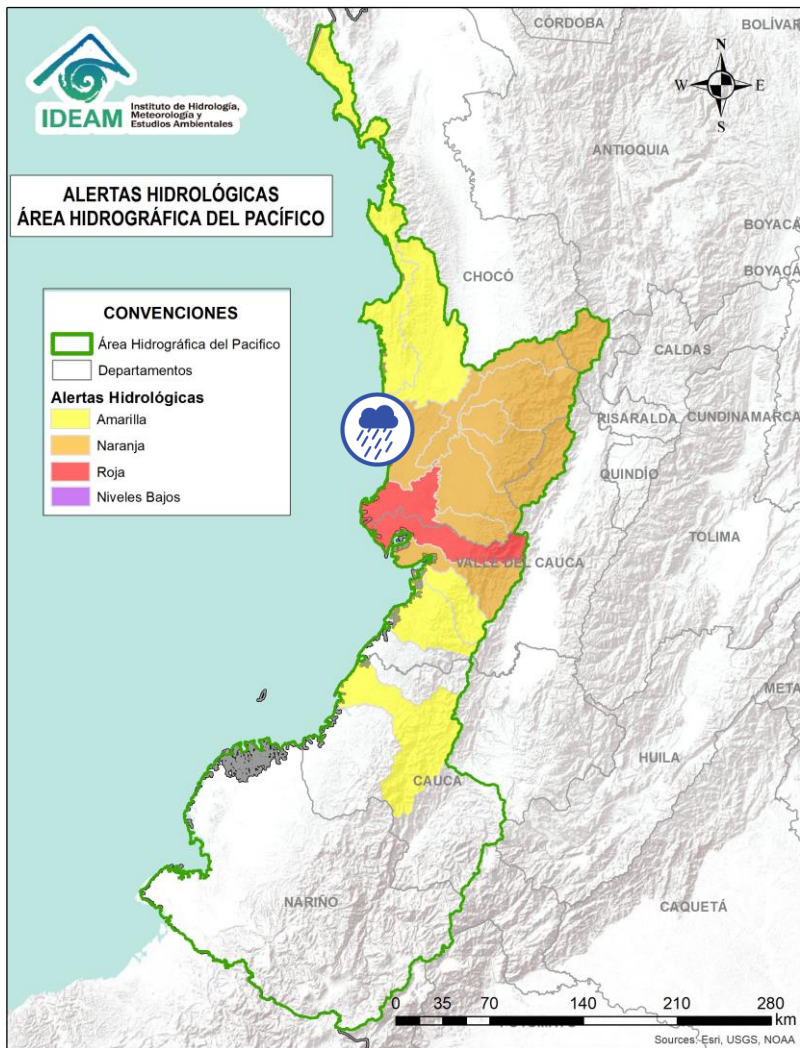 CÓRDOBA
BOLÍVAR
N
W
E
S
IDEAM
Instituto de Hidrología,
Meteorología y
Estudios Ambientales
ANTIOQUIA
ALERTAS HIDROLÓGICAS
ÁREA HIDROGRÁFICA DEL PACÍFICO
BOYACÁ
BOYACÁ
CHOCÓ
CONVENCIONES
Área Hidrográfica del Pacifico
Departamentos
Alertas Hidrológicas
Amarilla
Naranja
Roja
Niveles Bajos
CALDAS
RISARALDA
CUNDINAMARCA
QUINDÍO
TOLIMA
VALLE DEL CAUCA
META
HUILA
CAUCA
NARIÑO
CAQUETÁ
0 35 70 140 210 280
km
Sources: Esri, USGS, NOAA